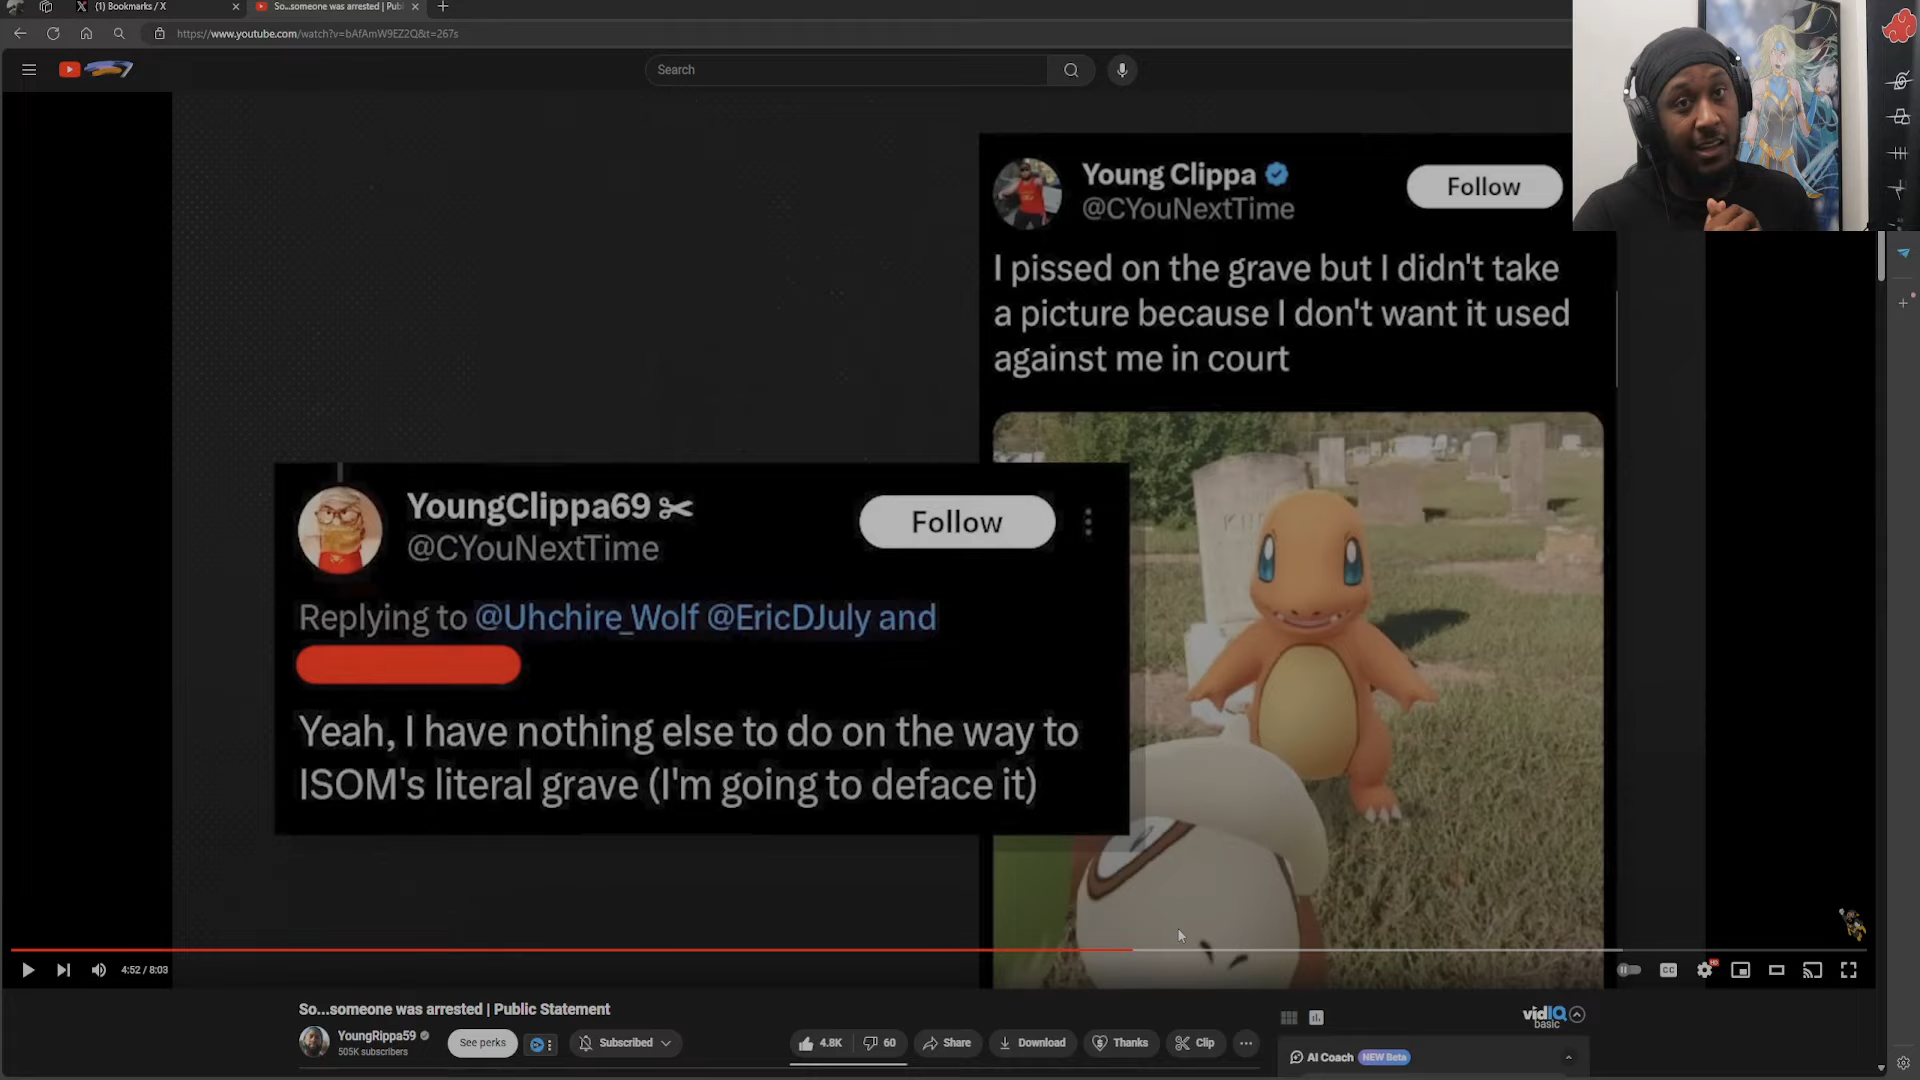 (1) Bookmarks / X
So...someone was arrested | Publ
https://www.youtube.com/watch?v=bAfAmW9EZ2Q&t=267s
Search
Young Clippa
@CYouNextTime
Follow
I pissed on the grave but I didn't take
a picture because I don't want it used
against me in court
YoungClippa69
@CYouNextTime
Follow
Replying to @Uhchire_Wolf @EricDJuly and
Yeah, I have nothing else to do on the way to
ISOM's literal grave (I'm going to deface it)
4:52 / 8:03
CC
HD
So...someone was arrested | Public Statement
YoungRippa59
505K subscribers
See perks
Subscribed
4.8K
60
Share
Download
Thanks
Clip
vidIQ
basic
AI Coach
NEW Beta